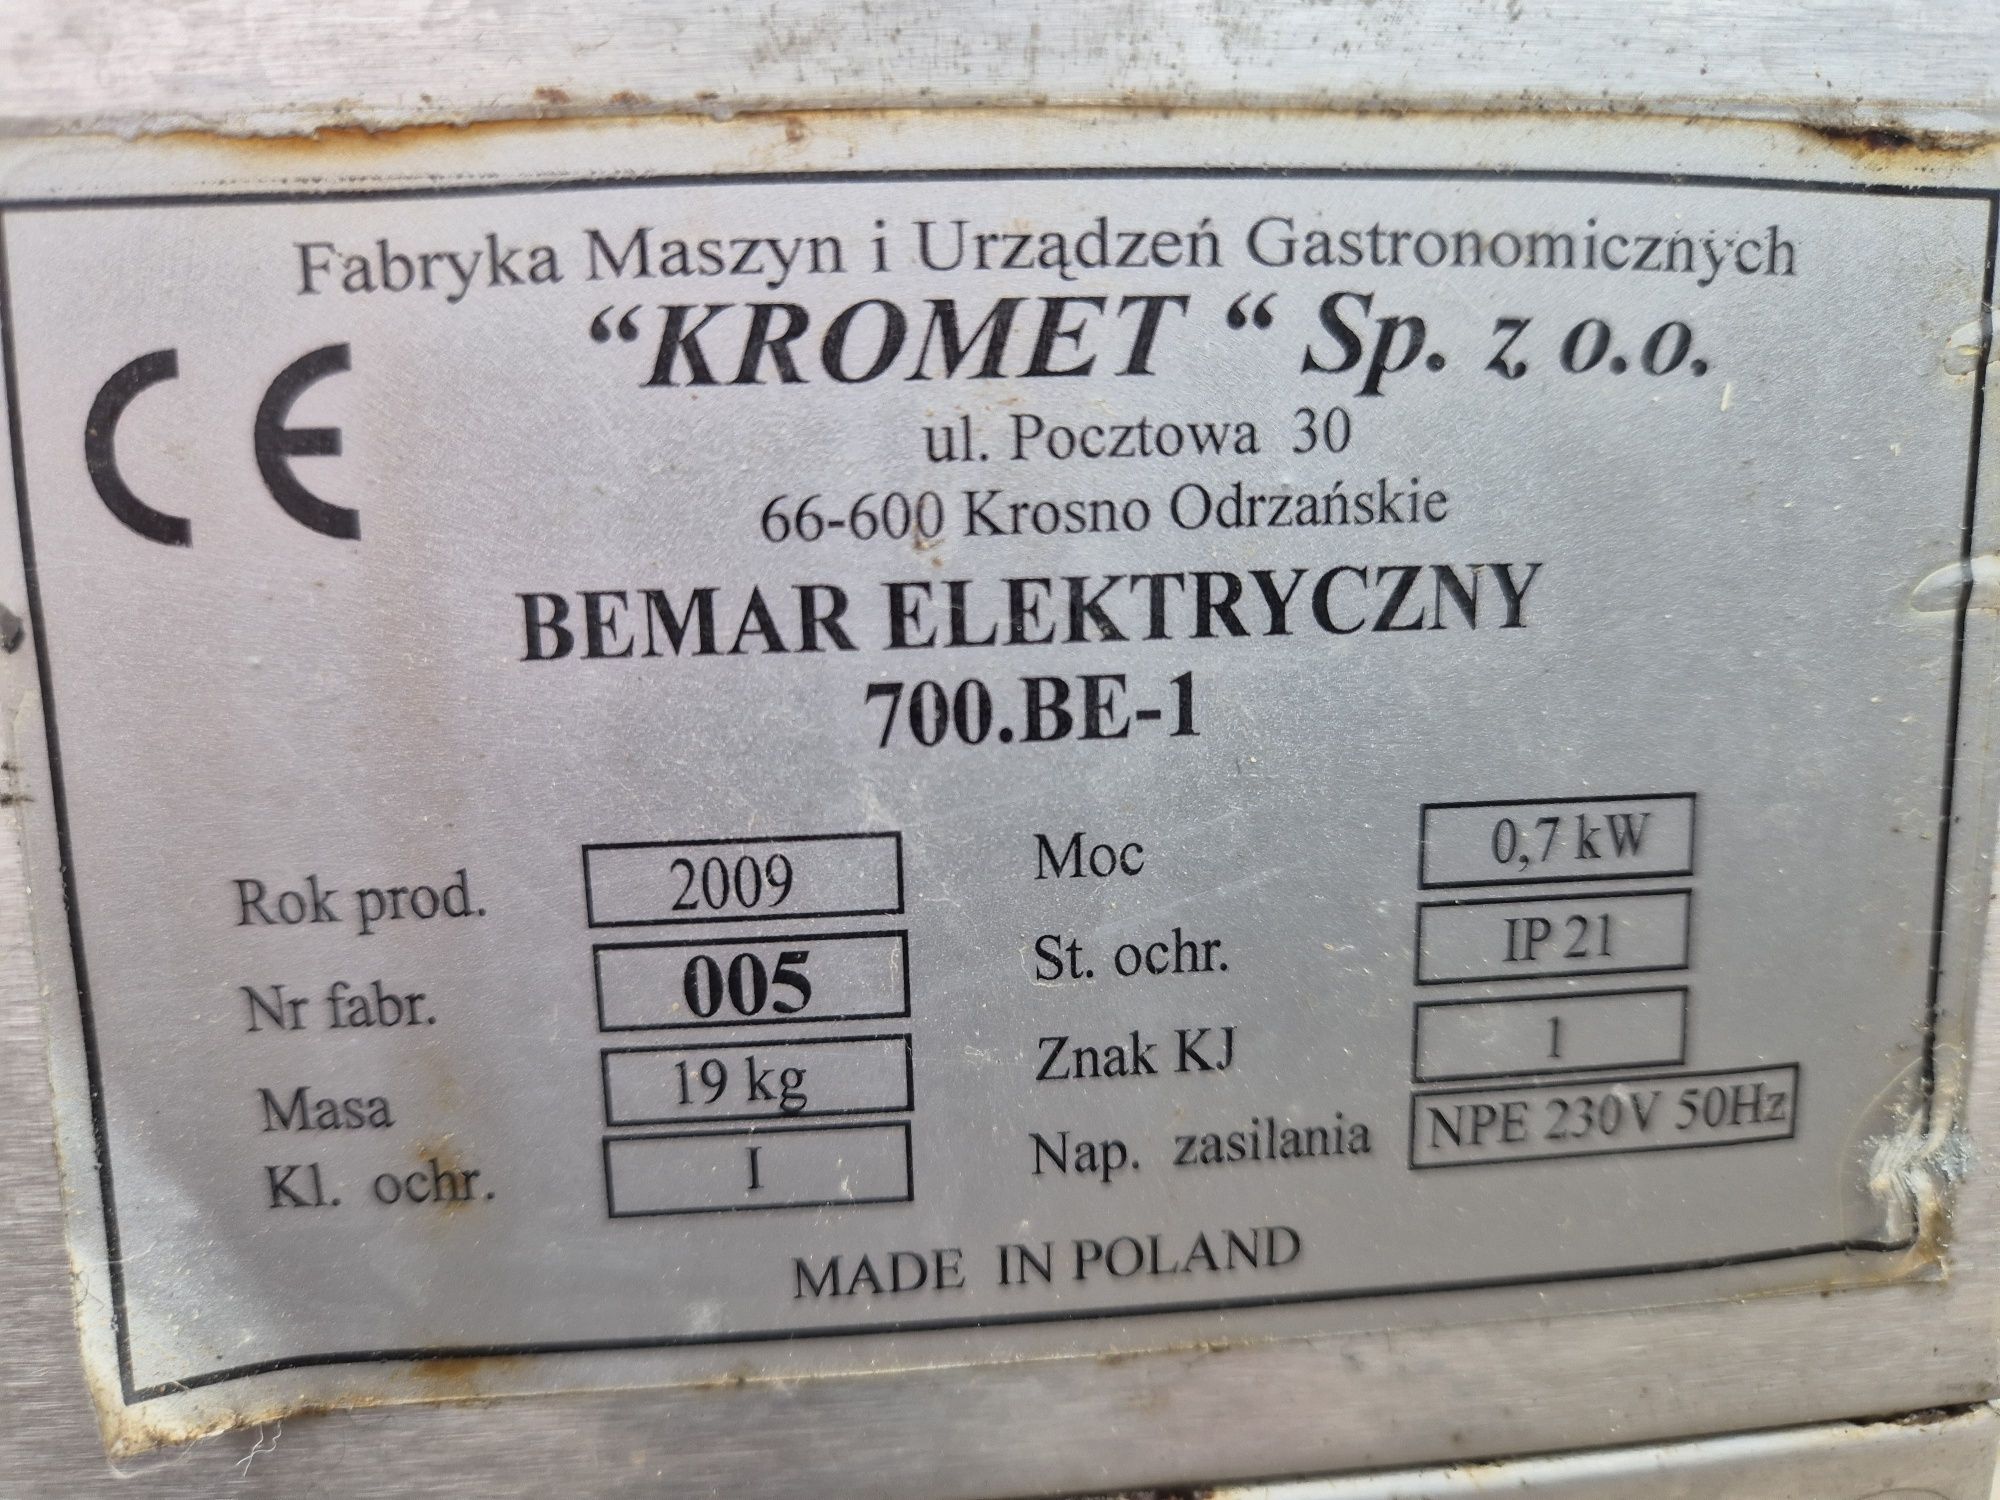 Fabryka Maszyn i Urządzeń Gastronomicznych
“KROMET “ Sp. z o.o.
CE
ul. Pocztowa 30
66-600 Krosno Odrzańskie
BEMAR ELEKTRYCZNY
700.BE-1
Rok prod. 2009
Nr fabr. 005
Masa 19 kg
Kl. ochr. I
Moc 0,7 kW
St. ochr. IP 21
Znak KJ 1
Nap. zasilania NPE 230V 50Hz
MADE IN POLAND